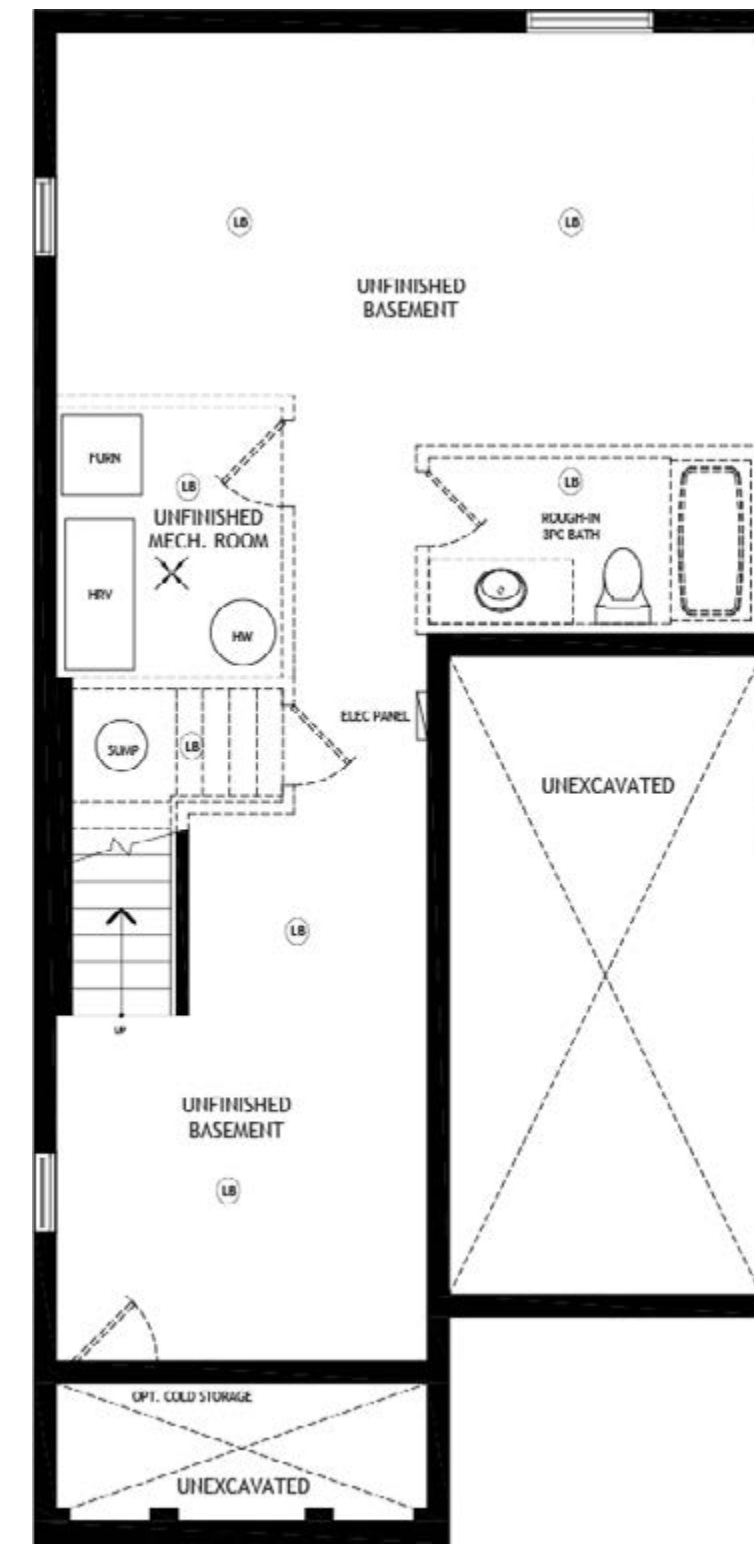 LB
LB
UNFINISHED
BASEMENT
FURN
LB
UNFINISHED
MECH. ROOM
HRV
HW
LB
ROUGH-IN
3PC BATH
ELEC PANEL
SUMP
LB
UNEXCAVATED
LB
UP
UNFINISHED
BASEMENT
LB
OPT. COLD STORAGE
UNEXCAVATED